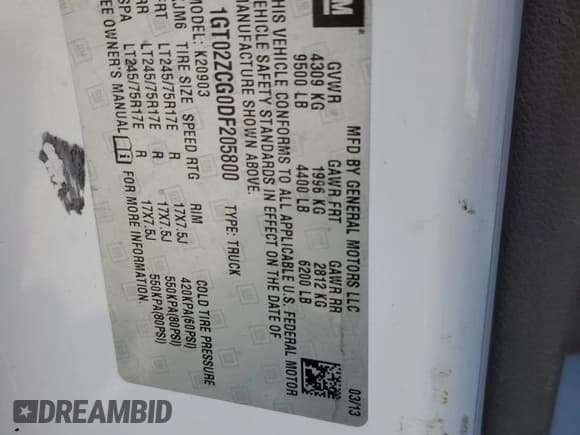 GM
MFD BY GENERAL MOTORS LLC 03/13
GVWR GAWR FRT GAWR RR
4309 KG 1996 KG 2812 KG
9500 LB 4400 LB 6200 LB
THIS VEHICLE CONFORMS TO ALL APPLICABLE U.S. FEDERAL MOTOR
VEHICLE SAFETY STANDARDS IN EFFECT ON THE DATE OF
MANUFACTURE SHOWN ABOVE.
1GT02ZCG0DF205800 TYPE: TRUCK
JM6 K20903
TIRE SIZE SPEED RTG RIM COLD TIRE PRESSURE
FRT LT245/75R17E R 17X7.5J 420KPA(60PSI)
RR LT245/75R17E R 17X7.5J 550KPA(80PSI)
SPA LT245/75R17E R 17X7.5J 550KPA(80PSI)
SEE OWNER'S MANUAL FOR MORE INFORMATION.
$DREAMBID